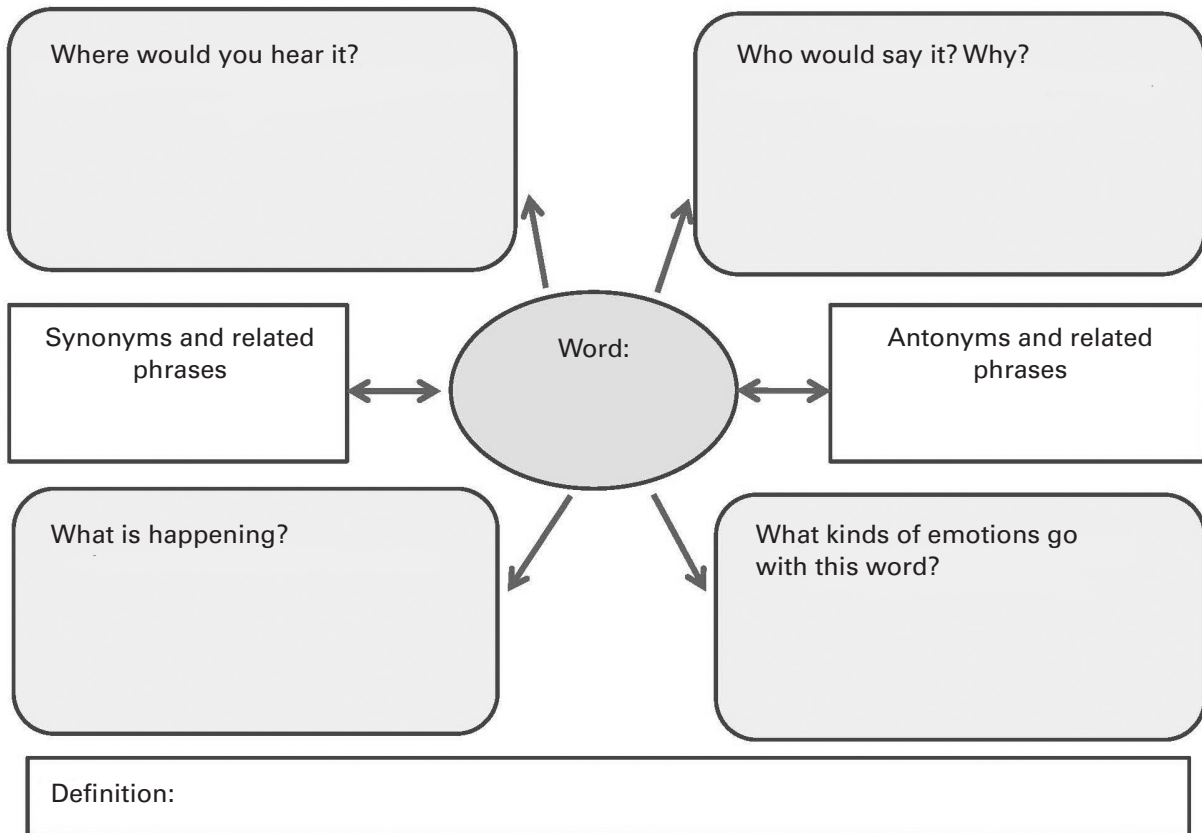 Where would you hear it?
Who would say it? Why?
Synonyms and related
phrases
Word:
Antonyms and related
phrases
What is happening?
What kinds of emotions go
with this word?
Definition: